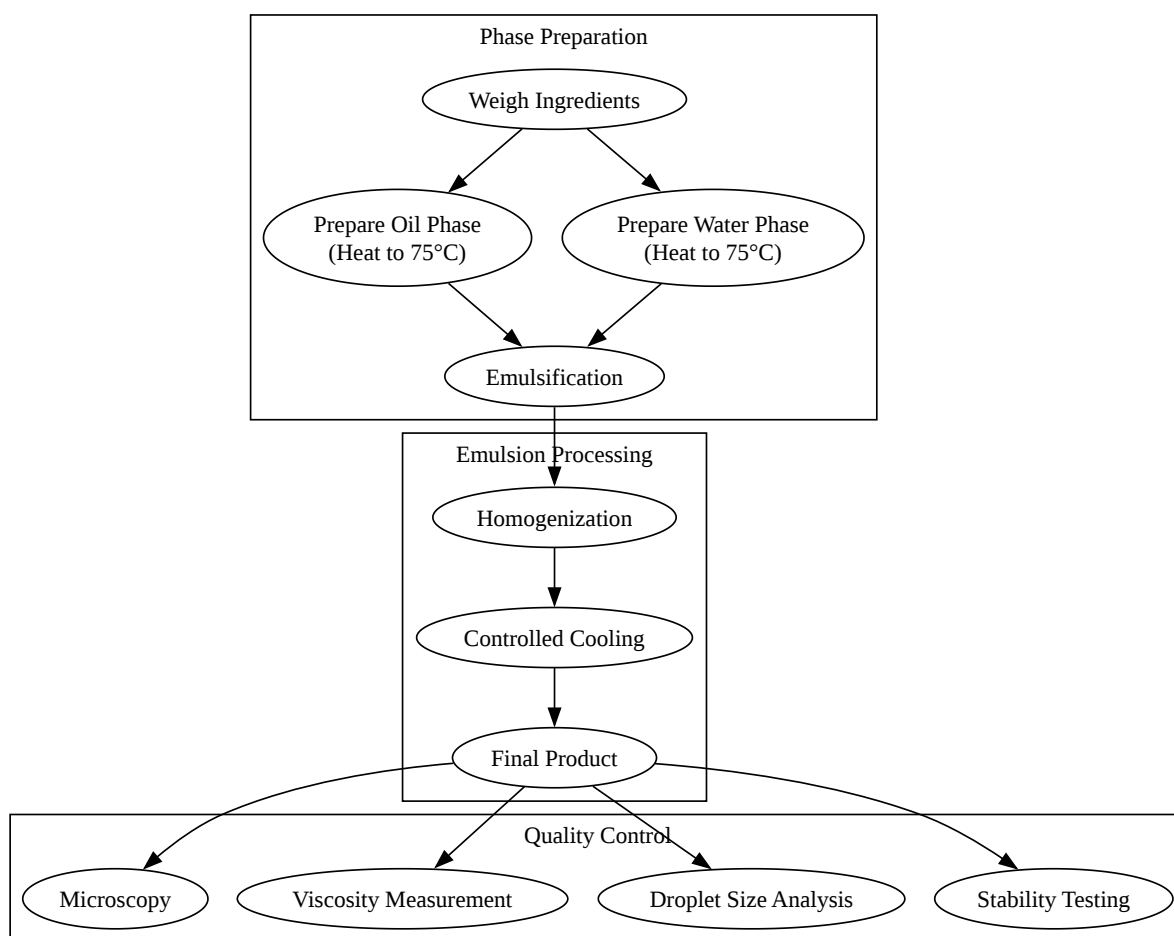 Phase Preparation
Weigh Ingredients
Prepare Oil Phase
(Heat to 75°C)
Prepare Water Phase
(Heat to 75°C)
Emulsification
Emulsion Processing
Homogenization
Controlled Cooling
Final Product
Quality Control
Microscopy
Viscosity Measurement
Droplet Size Analysis
Stability Testing